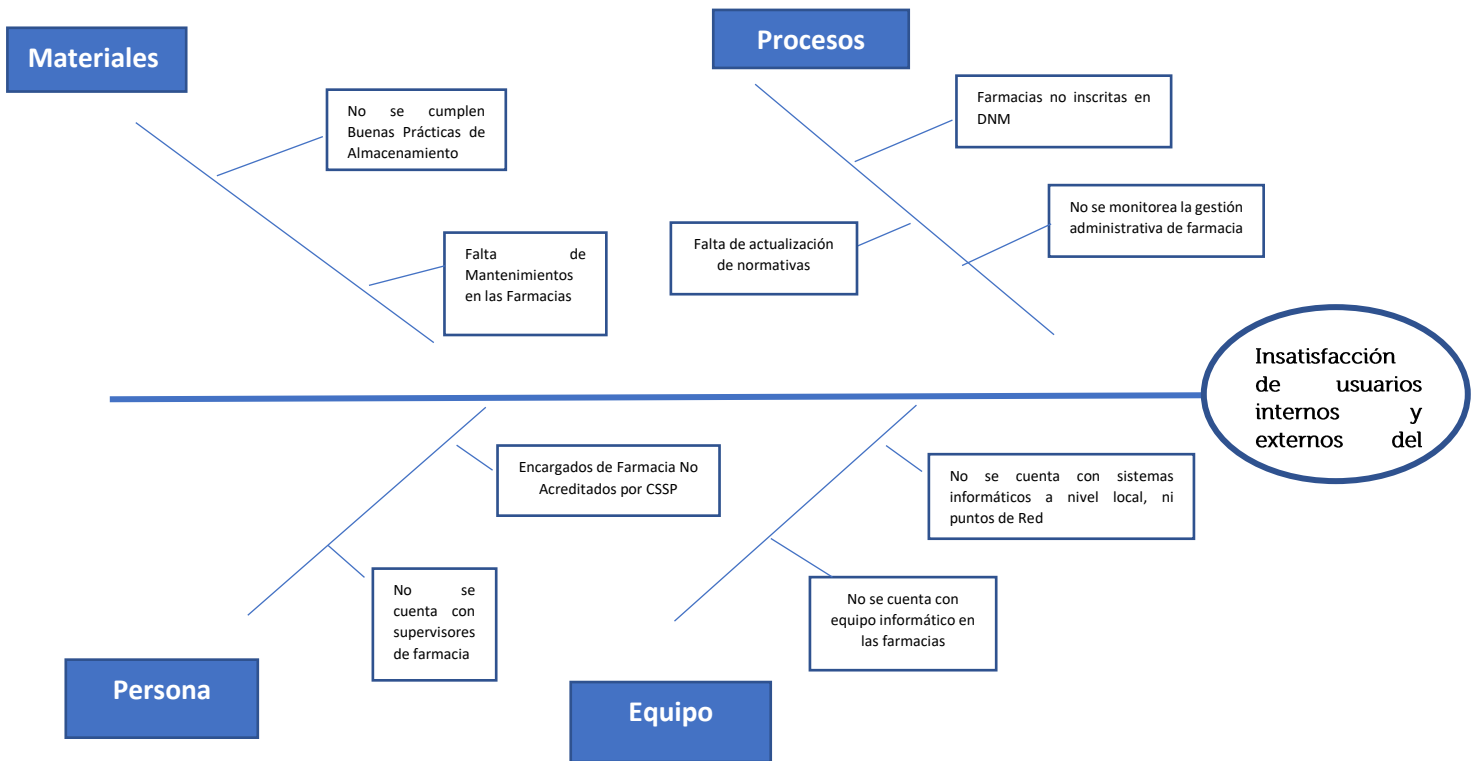 Materiales
Procesos
No se cumplen
Buenas Prácticas de
Almacenamiento
Farmacias no inscritas en
DNM
Falta de
Mantenimientos
en las Farmacias
Falta de actualización
de normativas
No se monitorea la gestión
administrativa de farmacia
Insatisfacción
de usuarios
internos y
externos del
Encargados de Farmacia No
Acreditados por CSSP
No se cuenta con sistemas
informáticos a nivel local, ni
puntos de Red
No se
cuenta con
supervisores
de farmacia
No se cuenta con
equipo informático en
las farmacias
Persona
Equipo